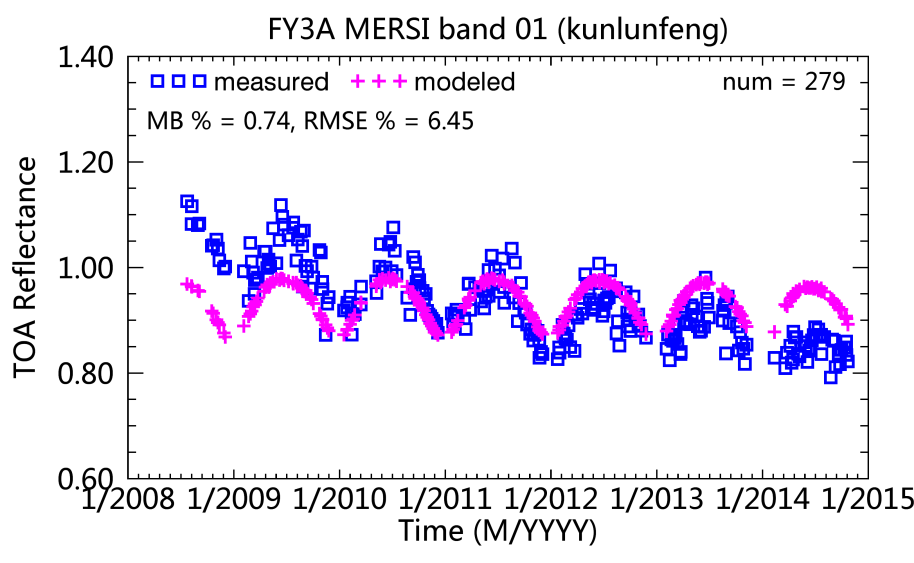 FY3A MERSI band 01 (kunlunfeng)
1.40
measured modeled num = 279
MB % = 0.74, RMSE % = 6.45
1.20
TOA Reflectance
1.00
0.80
0.60
1/2008 1/2009 1/2010 1/2011 1/2012 1/2013 1/2014 1/2015
Time (M/YYYY)